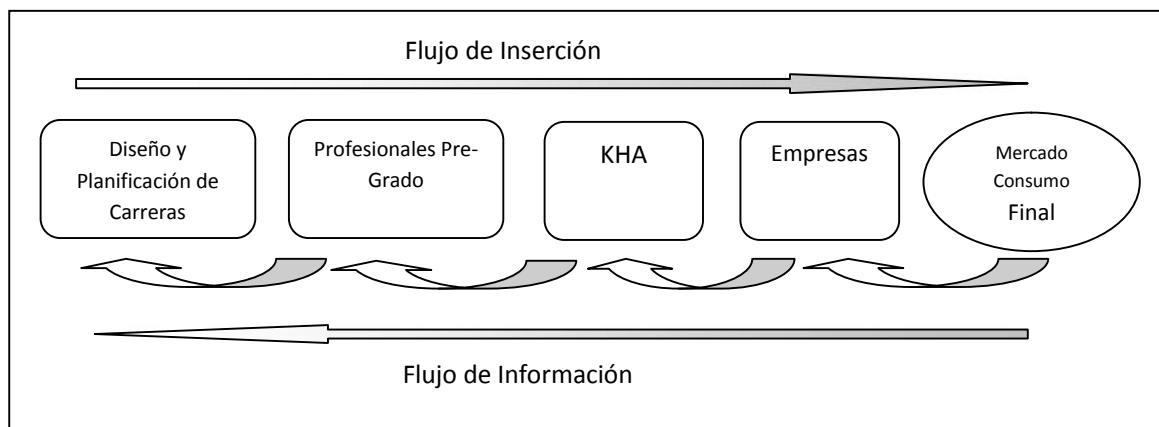 Flujo de Inserción
Diseño y
Planificación de
Carreras
Profesionales Pre-
Grado
KHA
Empresas
Mercado
Consumo
Final
Flujo de Información